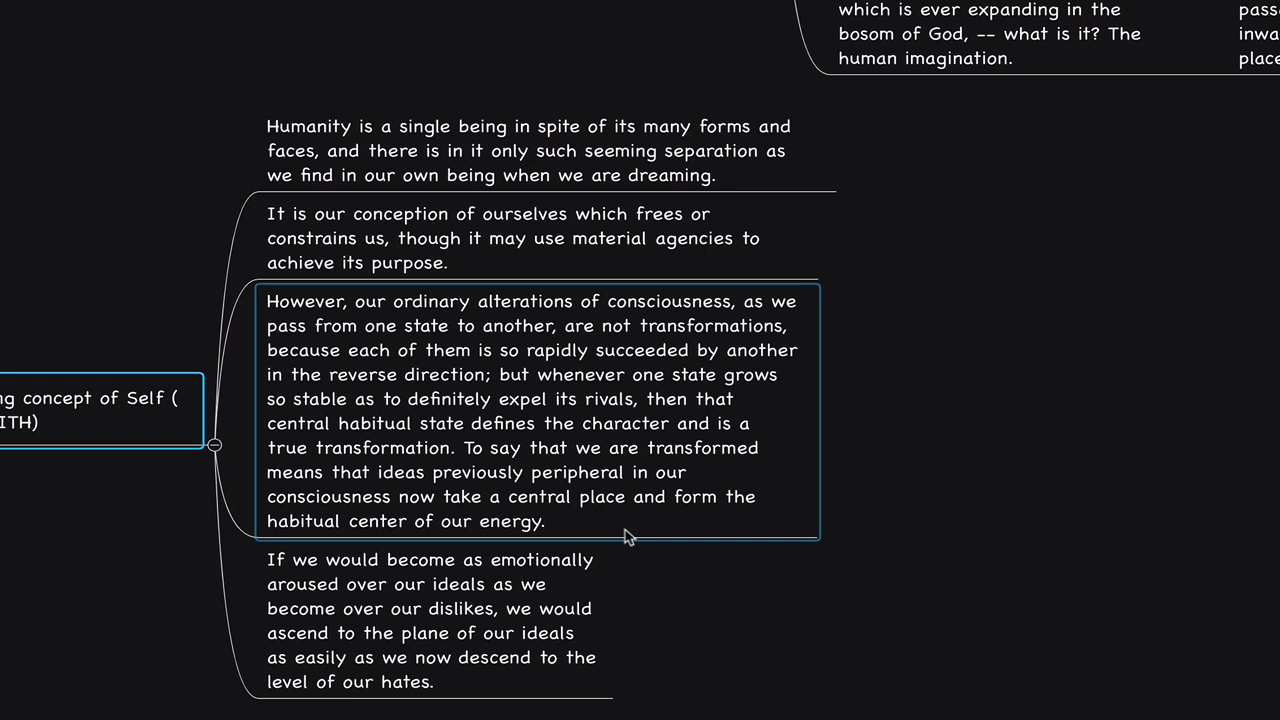 which is ever expanding in the
bosom of God, -- what is it? The
human imagination.
Humanity is a single being in spite of its many forms and
faces, and there is in it only such seeming separation as
we find in our own being when we are dreaming.
It is our conception of ourselves which frees or
constrains us, though it may use material agencies to
achieve its purpose.
However, our ordinary alterations of consciousness, as we
pass from one state to another, are not transformations,
because each of them is so rapidly succeeded by another
in the reverse direction; but whenever one state grows
so stable as to definitely expel its rivals, then that
central habitual state defines the character and is a
true transformation. To say that we are transformed
means that ideas previously peripheral in our
consciousness now take a central place and form the
habitual center of our energy.
concept of Self (
If we would become as emotionally
aroused over our ideals as we
become over our dislikes, we would
ascend to the plane of our ideals
as easily as we now descend to the
level of our hates.